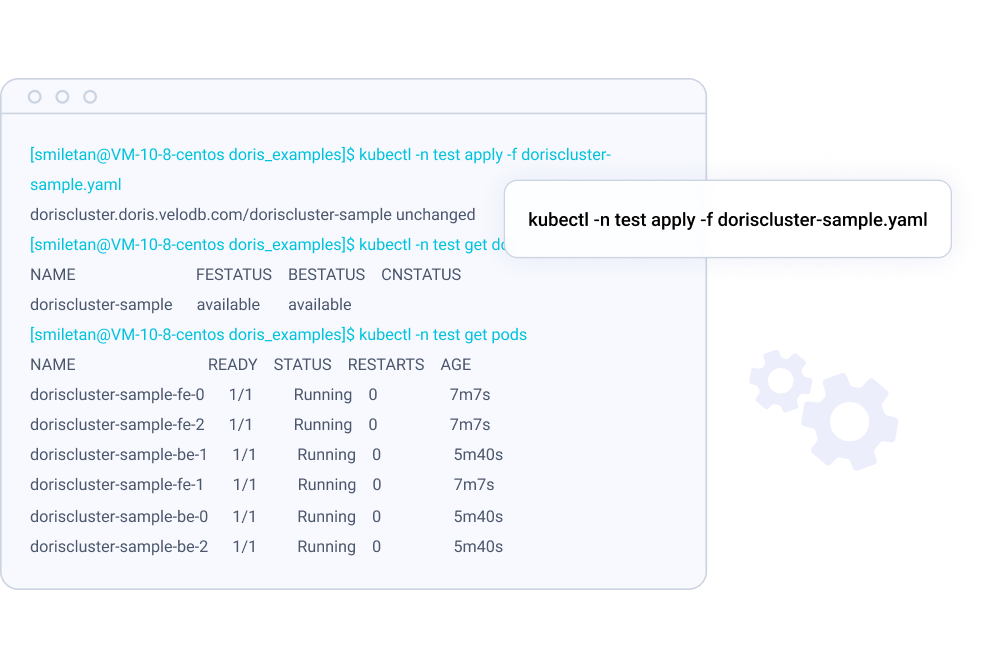 [smiletan@VM-10-8-centos doris_examples]$ kubectl -n test apply -f doriscluster-
sample.yaml
doriscluster.doris.velodb.com/doriscluster-sample unchanged
kubectl -n test apply -f doriscluster-sample.yaml
[smiletan@VM-10-8-centos doris_examples]$ kubectl -n test get
NAME FESTATUS BESTATUS CNSTATUS
doriscluster-sample available available
[smiletan@VM-10-8-centos doris_examples]$ kubectl -n test get pods
NAME READY STATUS RESTARTS AGE
doriscluster-sample-fe-0 1/1 Running 0 7m7s
doriscluster-sample-fe-2 1/1 Running 0 7m7s
doriscluster-sample-be-1 1/1 Running 0 5m40s
doriscluster-sample-fe-1 1/1 Running 0 7m7s
doriscluster-sample-be-0 1/1 Running 0 5m40s
doriscluster-sample-be-2 1/1 Running 0 5m40s